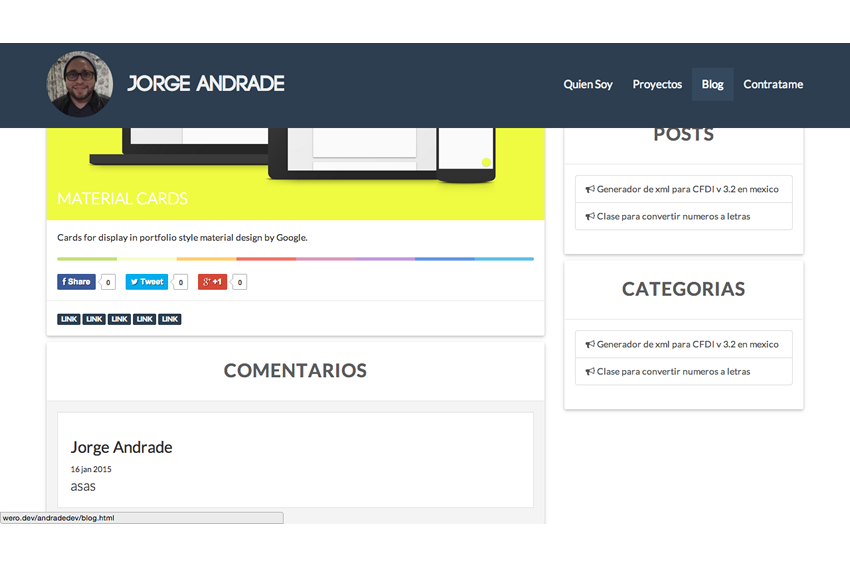 JORGE ANDRADE
Quien Soy Proyectos Blog Contratame
MATERIAL CARDS
Cards for display in portfolio style material design by Google.
f Share 0 Tweet 0 g+ +1 0
LINK LINK LINK LINK LINK
COMENTARIOS
Jorge Andrade
16 jan 2015
asas
POSTS
Generador de xml para CFDI v 3.2 en mexico
Clase para convertir numeros a letras
CATEGORIAS
Generador de xml para CFDI v 3.2 en mexico
Clase para convertir numeros a letras
wero.dev/andradedev/blog.html